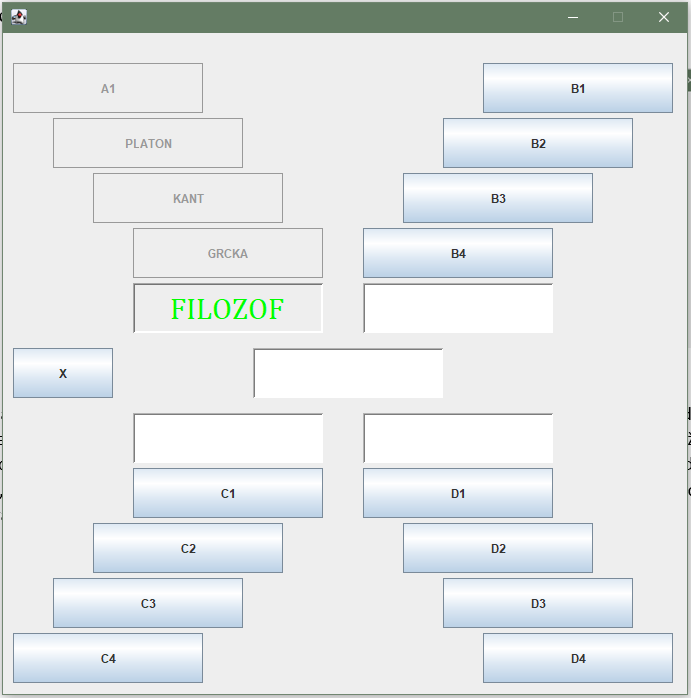 A1 B1
PLATON B2
KANT B3
GRCKA B4
FILOZOF
X
C1 D1
C2 D2
C3 D3
C4 D4